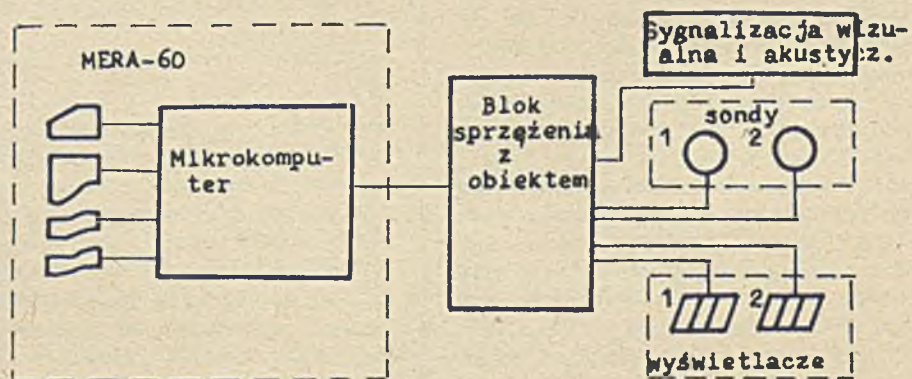 MERA-60
Mikrokompu-
ter
Blok
sprzężenia
z
obiektem
Sygnalizacja wizu-
alna i akustycz.
sondy
1 2
1 2
wyświetlacze